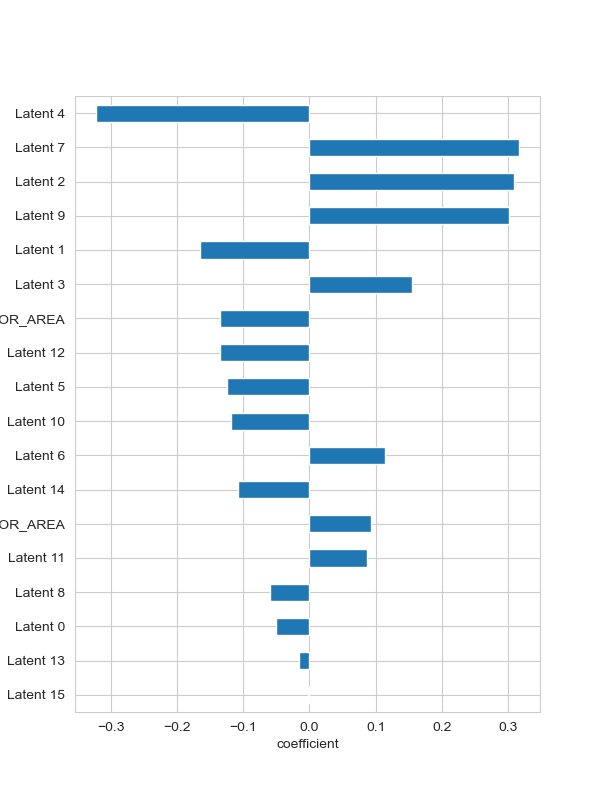 Latent 4
Latent 7
Latent 2
Latent 9
Latent 1
Latent 3
OR_AREA
Latent 12
Latent 5
Latent 10
Latent 6
Latent 14
OR_AREA
Latent 11
Latent 8
Latent 0
Latent 13
Latent 15
−0.3 −0.2 −0.1 0.0 0.1 0.2 0.3
coefficient